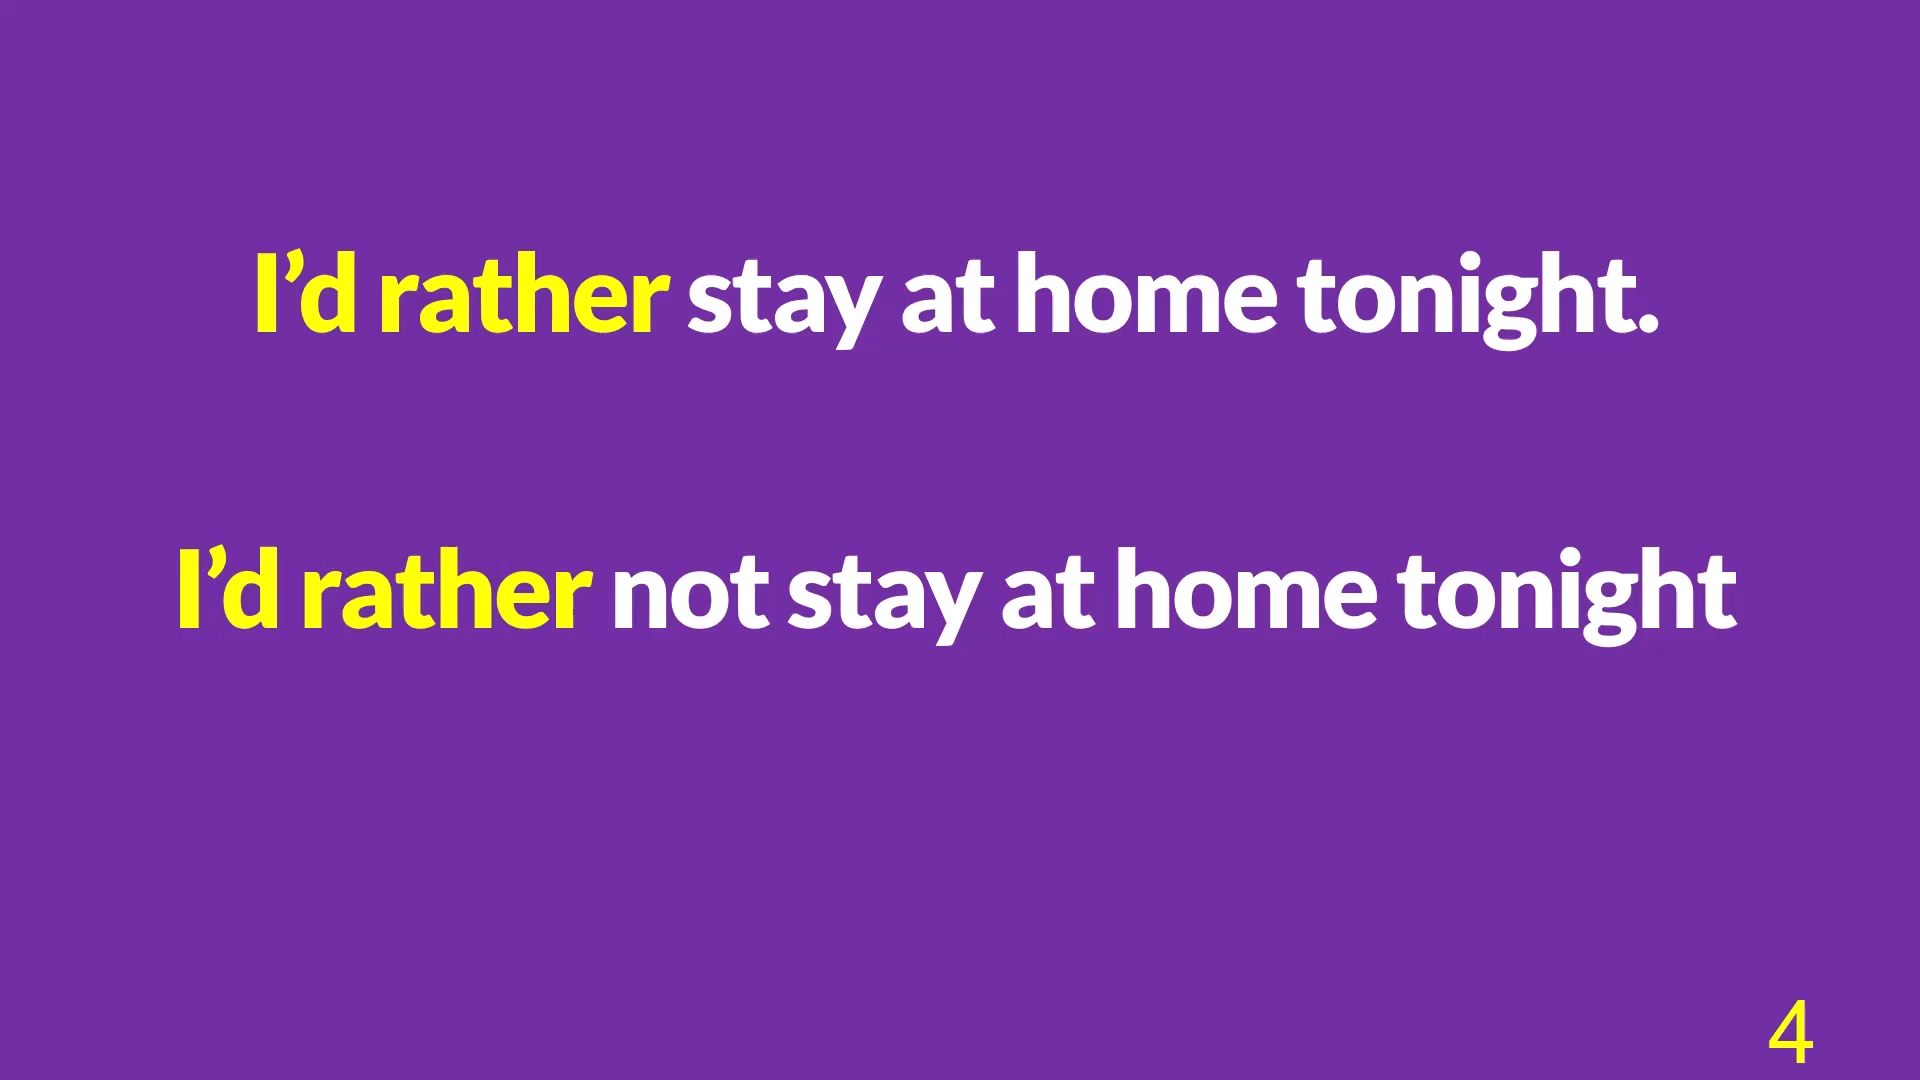 I’d rather stay at home tonight.
I’d rather not stay at home tonight
4